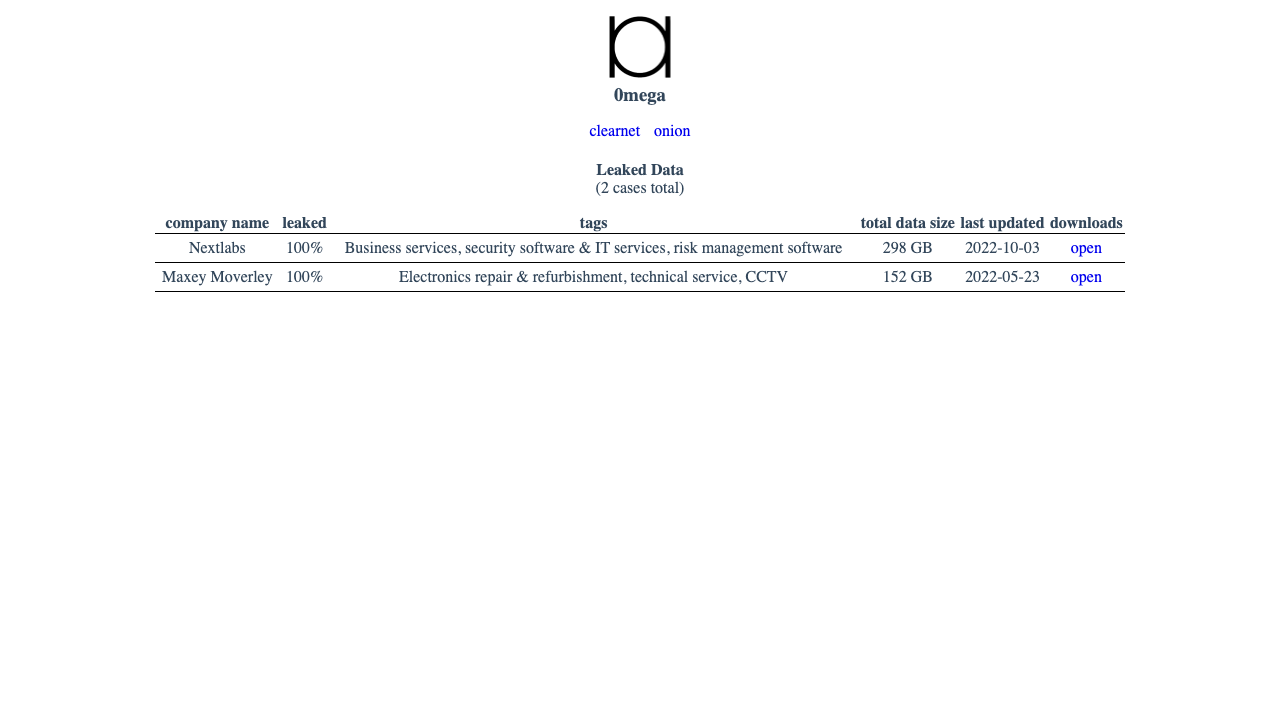 0mega
clearnet onion
Leaked Data
(2 cases total)
company name leaked tags total data size last updated downloads
Nextlabs 100% Business services, security software & IT services, risk management software 298 GB 2022-10-03 open
Maxey Moverley 100% Electronics repair & refurbishment, technical service, CCTV 152 GB 2022-05-23 open